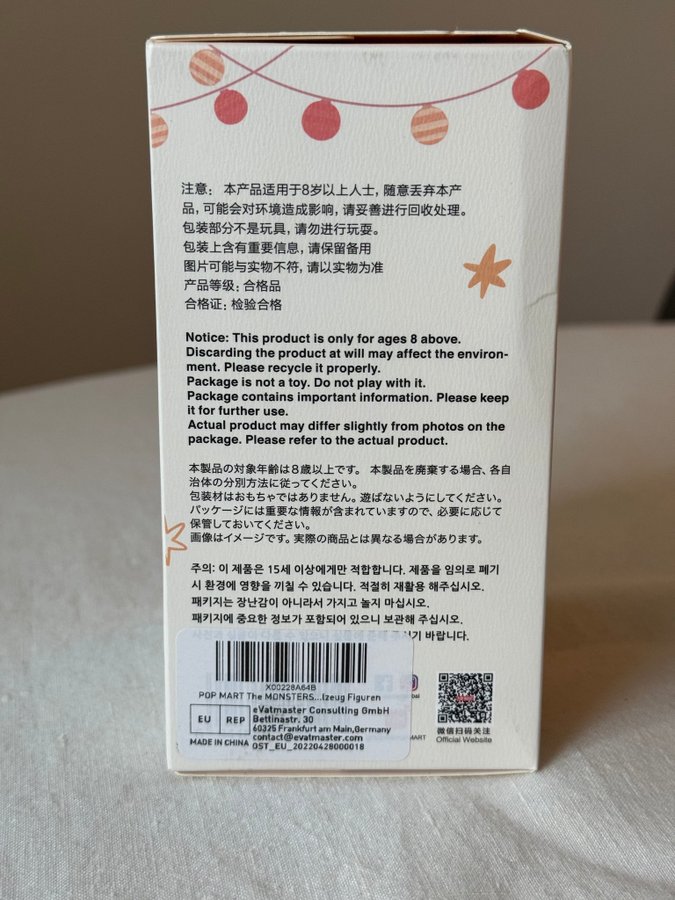 注意： 本产品适用于8岁以上人士，随意丢弃本产
品，可能会对环境造成影响，请妥善进行回收处理。
包装部分不是玩具，请勿进行玩耍。
包装上含有重要信息，请保留备用
图片可能与实物不符，请以实物为准
产品等级：合格品
合格证：检验合格
Notice: This product is only for ages 8 above.
Discarding the product at will may affect the environ-
ment. Please recycle it properly.
Package is not a toy. Do not play with it.
Package contains important information. Please keep
it for further use.
Actual product may differ slightly from photos on the
package. Please refer to the actual product.
本製品の対象年齢は８歳以上です。 本製品を廃棄する場合、各自
治体の分別方法に従ってください。
包装材はおもちゃではありません。遊ばないようにしてください。
パッケージには重要な情報が含まれていますので、必要に応じて
保管しておいてください。
画像はイメージです。実際の商品とは異なる場合があります。
주의: 이 제품은 15세 이상에게만 적합합니다. 제품을 임의로 폐기
시 환경에 영향을 끼칠 수 있습니다. 적절히 재활용 해주십시오.
패키지는 장난감이 아니라서 가지고 놀지 마십시오.
패키지에 중요한 정보가 포함되어 있으니 보관해 주십시오.
바랍니다.
X00228A64B
POP MART The MONSTERS...lzeug Figuren
EU REP
eVatmaster Consulting GmbH
Bettinastr. 30
60325 Frankfurt am Main,Germany
contact@evatmaster.com
MADE IN CHINA OST_EU_20220428000018
MART
微信扫码关注
Official Website